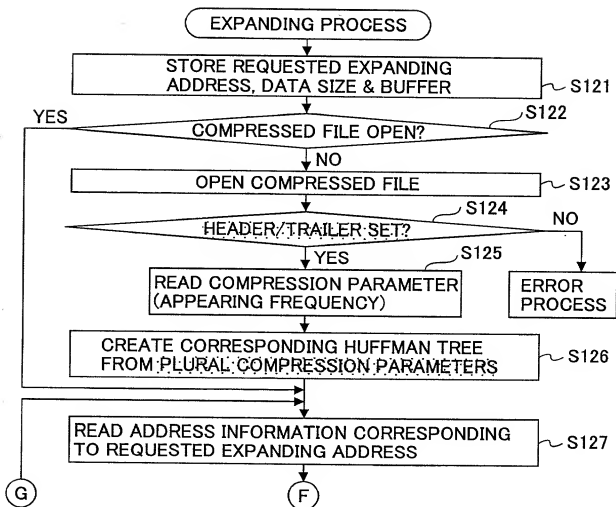 EXPANDING PROCESS
STORE REQUESTED EXPANDING
ADDRESS, DATA SIZE & BUFFER
S121
YES
S122
COMPRESSED FILE OPEN?
NO
OPEN COMPRESSED FILE
S123
S124
HEADER/TRAILER SET?
NO
YES
S125
READ COMPRESSION PARAMETER
(APPEARING FREQUENCY)
ERROR
PROCESS
CREATE CORRESPONDING HUFFMAN TREE
FROM PLURAL COMPRESSION PARAMETERS
S126
READ ADDRESS INFORMATION CORRESPONDING
TO REQUESTED EXPANDING ADDRESS
S127
G
F